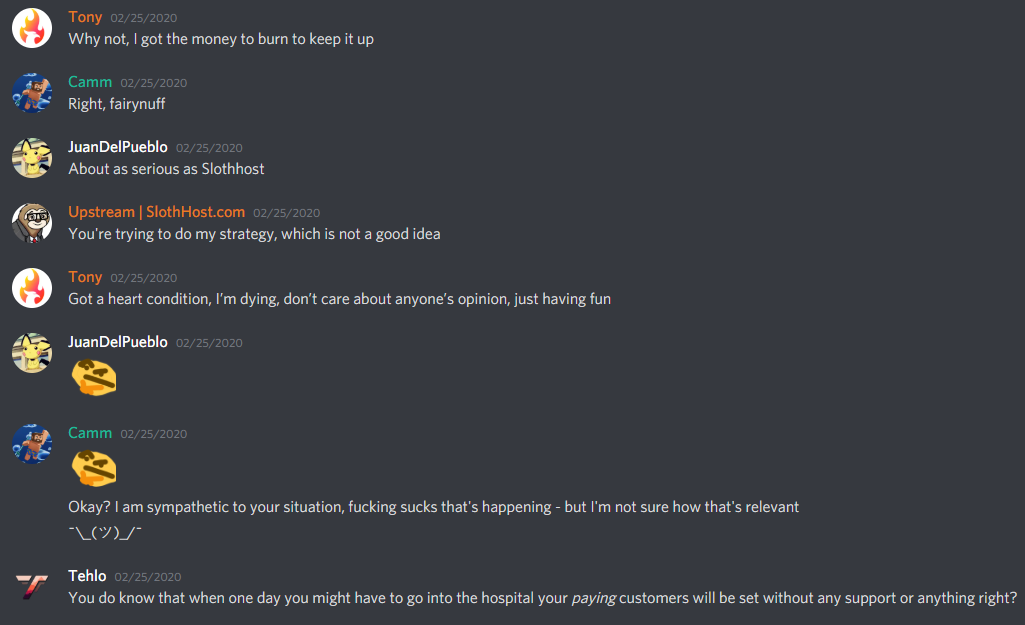 Tony 02/25/2020
Why not, I got the money to burn to keep it up
Camm 02/25/2020
Right, fairynuff
JuanDelPueblo 02/25/2020
About as serious as Slothhost
Upstream | SlothHost.com 02/25/2020
You're trying to do my strategy, which is not a good idea
Tony 02/25/2020
Got a heart condition, I’m dying, don’t care about anyone’s opinion, just having fun
JuanDelPueblo 02/25/2020
Camm 02/25/2020
Okay? I am sympathetic to your situation, fucking sucks that's happening - but I'm not sure how that's relevant
¯\_(ツ)_/¯
Tehlo 02/25/2020
You do know that when one day you might have to go into the hospital your paying customers will be set without any support or anything right?